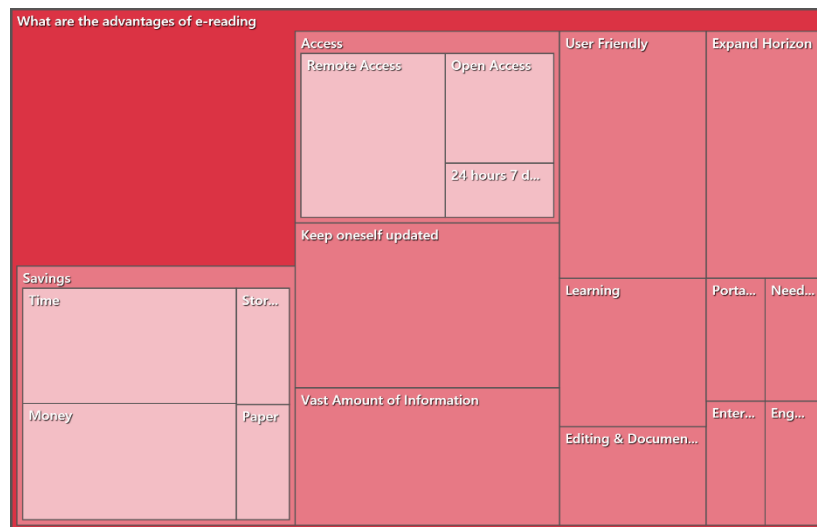 What are the advantages of e-reading
Access
Remote Access
Open Access
24 hours 7 d...
User Friendly
Expand Horizon
Keep oneself updated
Savings
Time
Stor...
Money
Paper
Vast Amount of Information
Learning
Porta...
Need...
Editing & Documen...
Enter...
Eng...